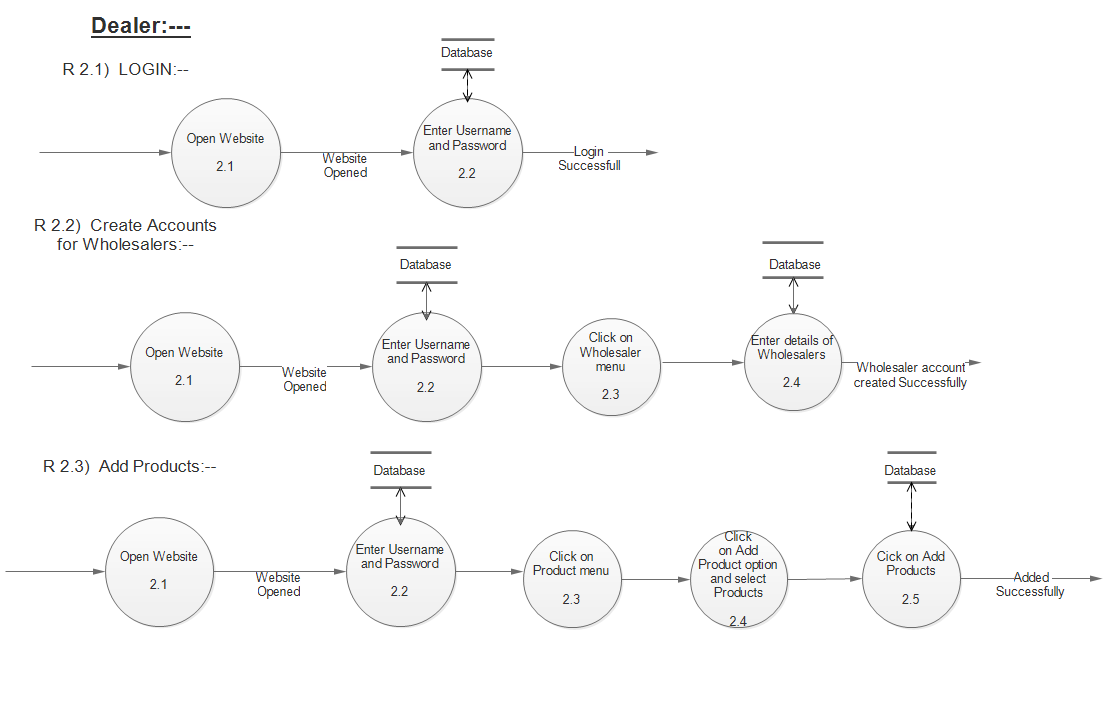 Dealer:---
R 2.1)  LOGIN:--
Database
Open Website
2.1
Website
Opened
Enter Username
and Password
2.2
Login
Successfull
R 2.2)  Create Accounts
for Wholesalers:--
Database
Database
Open Website
2.1
Website
Opened
Enter Username
and Password
2.2
Click on
Wholesaler
menu
2.3
Enter details of
Wholesalers
2.4
Wholesaler account
created Successfully
R 2.3)  Add Products:--
Database
Database
Open Website
2.1
Website
Opened
Enter Username
and Password
2.2
Click on
Product menu
2.3
Click
on Add
Product option
and select
Products
2.4
Cick on Add
Products
2.5
Added
Successfully